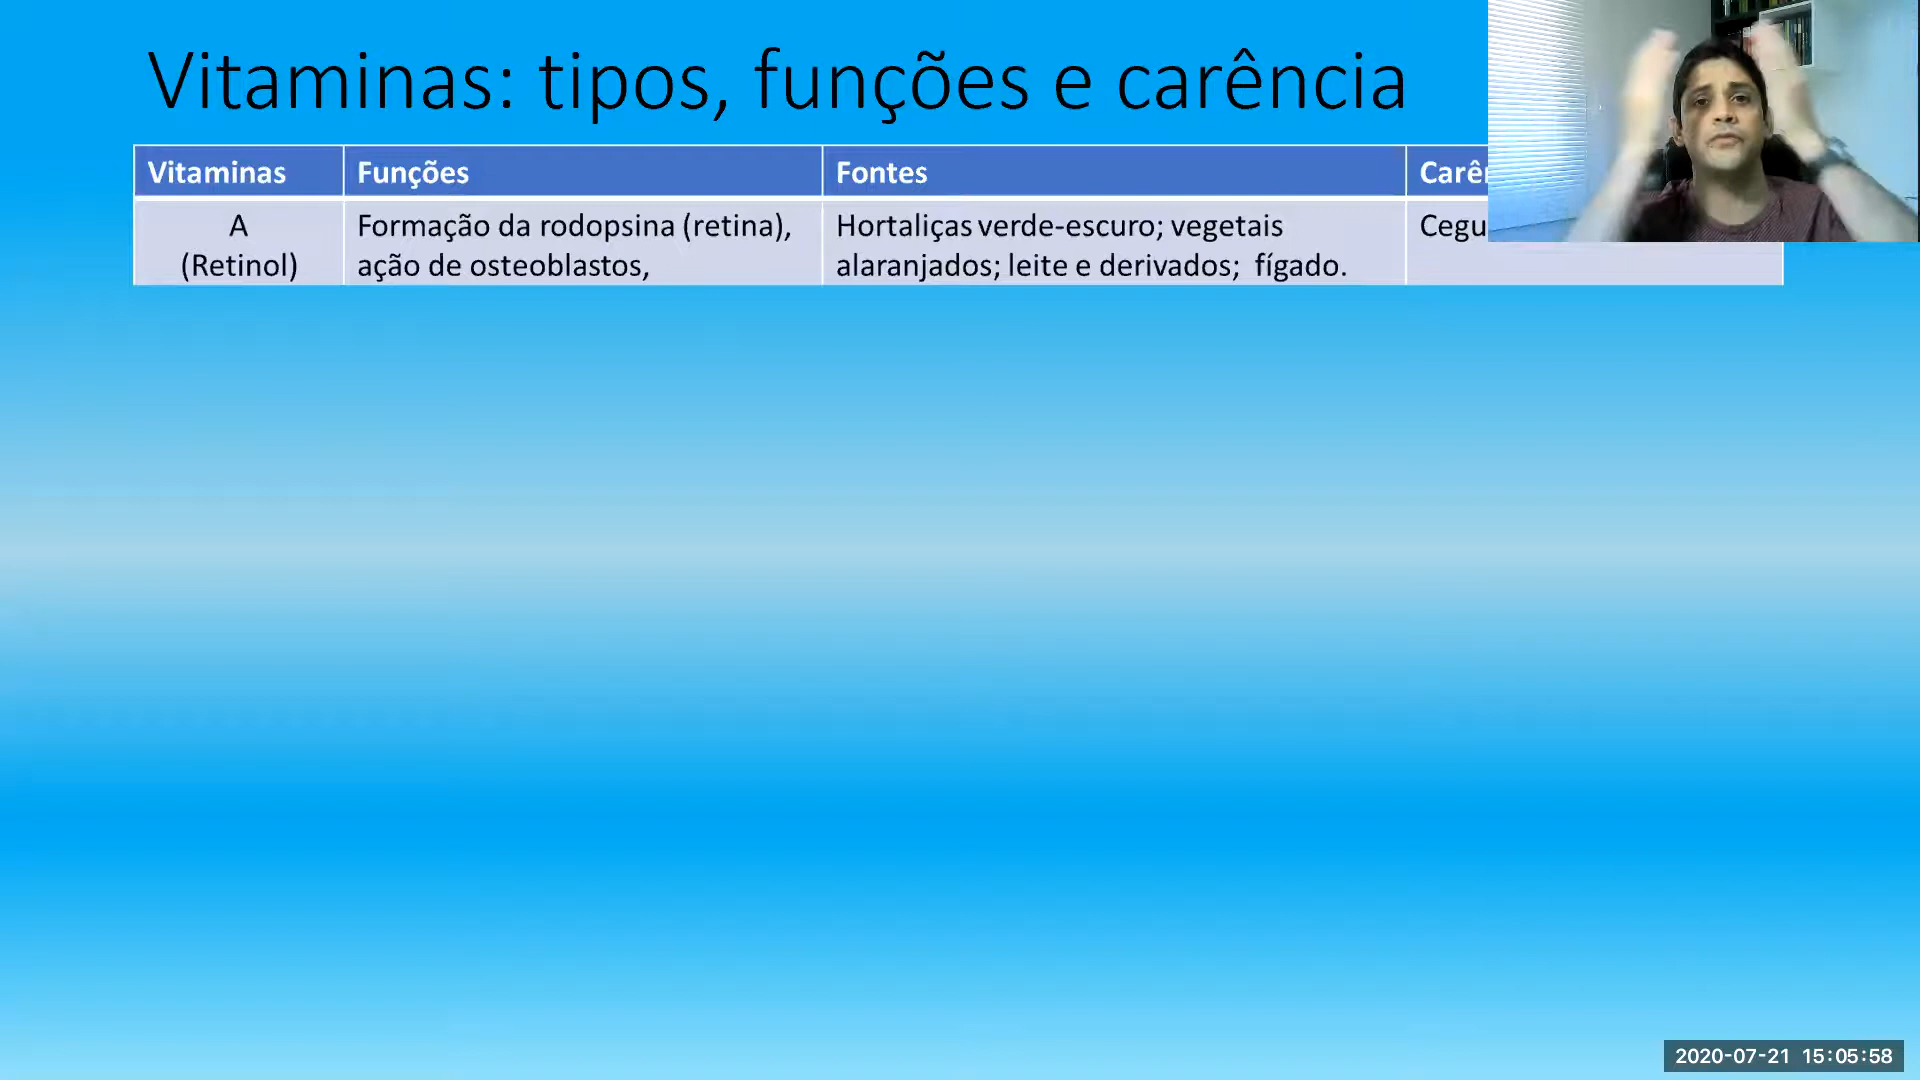 Vitaminas: tipos, funções e carência
Vitaminas Funções Fontes
A Formação da rodopsina (retina), Hortaliças verde-escuro; vegetais
(Retinol) ação de osteoblastos, alaranjados; leite e derivados; fígado.
2020-07-21 15:05:58